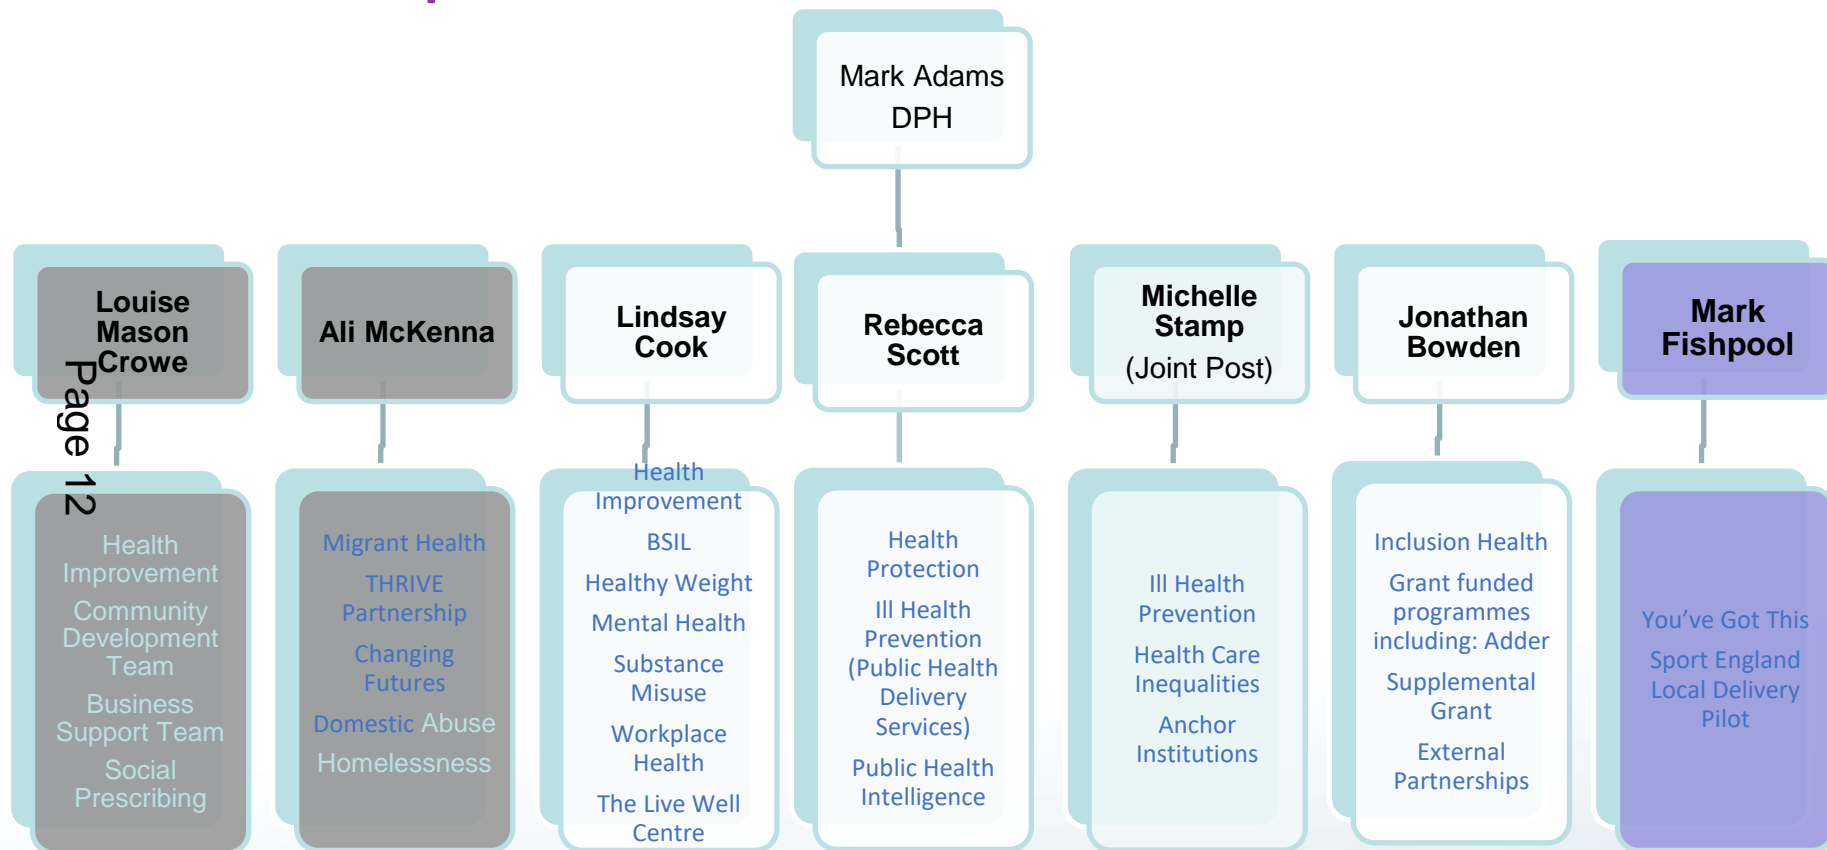 Mark Adams
DPH
Louise
Mason
Crowe
Ali McKenna
Lindsay
Cook
Rebecca
Scott
Michelle
Stamp
(Joint Post)
Jonathan
Bowden
Mark
Fishpool
Page 12
Health
Improvement
Community
Development
Team
Business
Support Team
Social
Prescribing
Migrant Health
THRIVE
Partnership
Changing
Futures
Domestic Abuse
Homelessness
Health
Improvement
BSIL
Healthy Weight
Mental Health
Substance
Misuse
Workplace
Health
The Live Well
Centre
Health
Protection
Ill Health
Prevention
(Public Health
Delivery
Services)
Public Health
Intelligence
Ill Health
Prevention
Health Care
Inequalities
Anchor
Institutions
Inclusion Health
Grant funded
programmes
including: Adder
Supplemental
Grant
External
Partnerships
You’ve Got This
Sport England
Local Delivery
Pilot